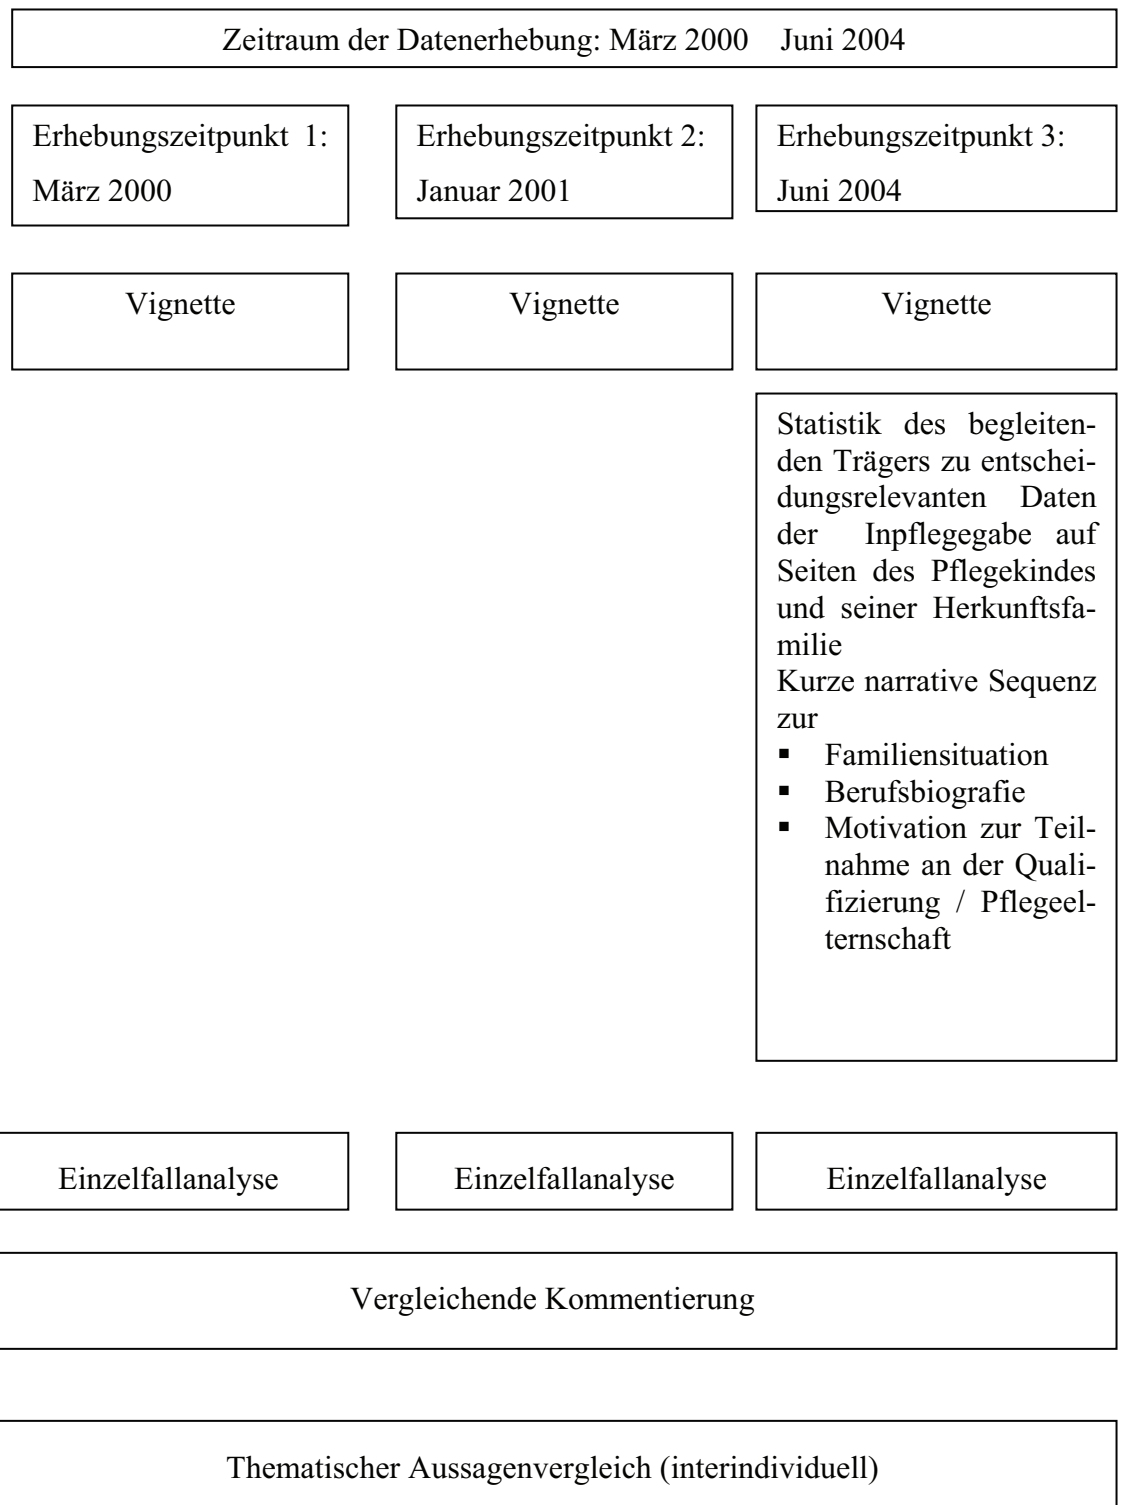 Zeitraum der Datenerhebung: März 2000 Juni 2004
Erhebungszeitpunkt 1:
März 2000
Erhebungszeitpunkt 2:
Januar 2001
Erhebungszeitpunkt 3:
Juni 2004
Vignette
Vignette
Vignette
Statistik des begleiten-
den Trägers zu entschei-
dungsrelevanten Daten
der Inpflegegabe auf
Seiten des Pflegekindes
und seiner Herkunftsfa-
milie
Kurze narrative Sequenz
zur
▪ Familiensituation
▪ Berufsbiografie
▪ Motivation zur Teil-
nahme an der Quali-
fizierung / Pflegeel-
ternschaft
Einzelfallanalyse
Einzelfallanalyse
Einzelfallanalyse
Vergleichende Kommentierung
Thematischer Aussagenvergleich (interindividuell)